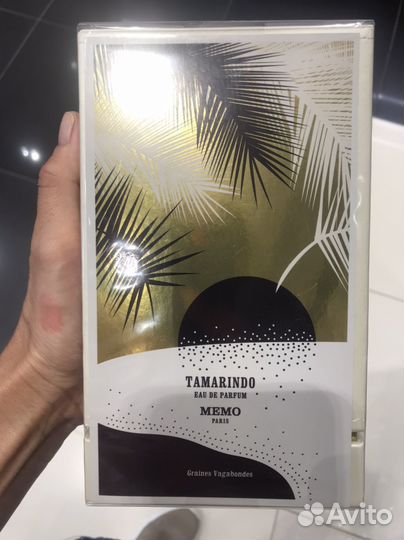 TAMARINDO
EAU DE PARFUM
MEMO
PARIS
Graines Vagabondes
Avito